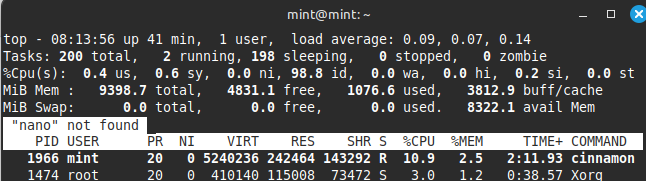 mint@mint: ~
top - 08:13:56 up 41 min,  1 user,  load average: 0.09, 0.07, 0.14
Tasks: 200 total,   2 running, 198 sleeping,   0 stopped,   0 zombie
%Cpu(s):  0.4 us,  0.6 sy,  0.0 ni, 98.8 id,  0.0 wa,  0.0 hi,  0.2 si,  0.0 st
MiB Mem :   9398.7 total,   4831.1 free,   1076.6 used,   3812.9 buff/cache
MiB Swap:      0.0 total,      0.0 free,      0.0 used.   8322.1 avail Mem
"nano" not found
PID USER      PR  NI    VIRT    RES    SHR S  %CPU  %MEM     TIME+ COMMAND
1966 mint      20   0 5240236 242464 143292 R  10.9   2.5   2:11.93 cinnamon
1474 root      20   0  410140 115008  73472 S   3.0   1.2   0:38.57 Xorg